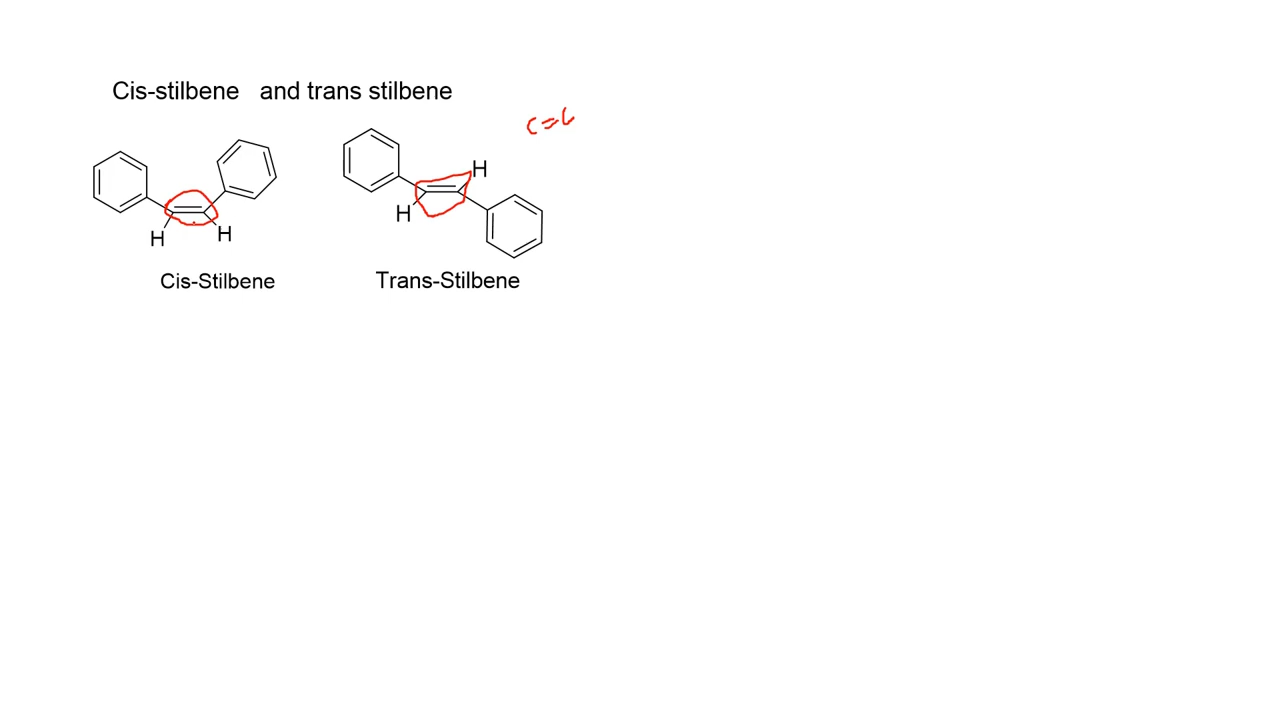 Cis-stilbene and trans stilbene
C=C
H
H
H
H
Cis-Stilbene
Trans-Stilbene